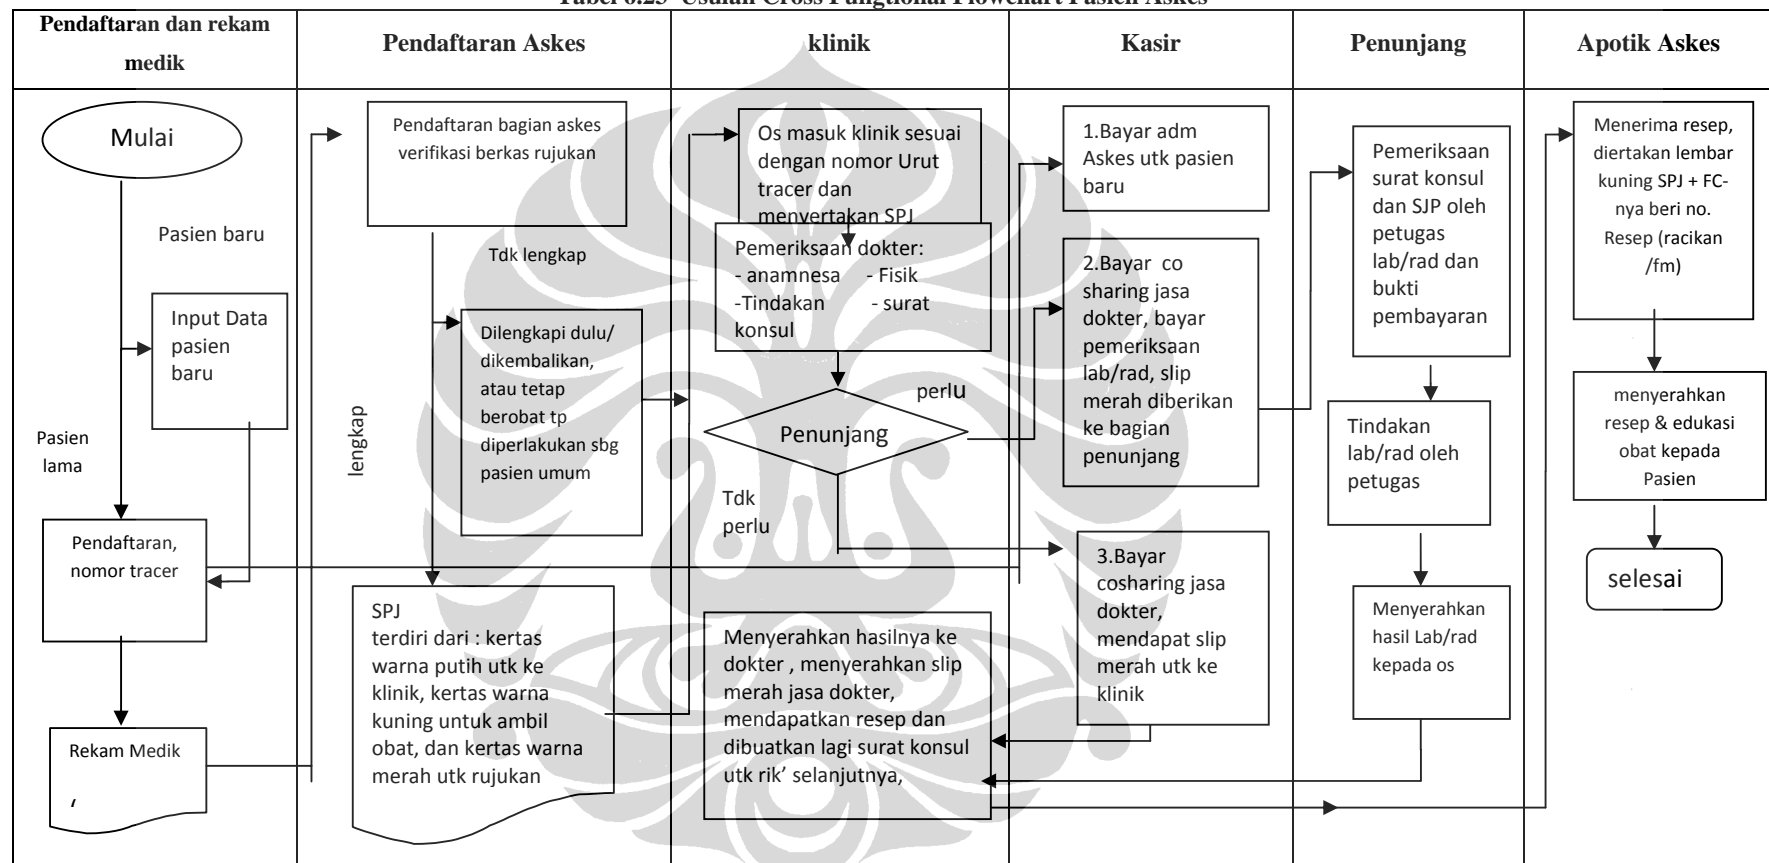 Tabel 6.23 Usulan Cross Fungtional Flowchart Pasien Askes
Pendaftaran dan rekam
medik
Pendaftaran Askes
klinik
Kasir
Penunjang
Apotik Askes
Mulai
Pasien baru
Input Data
pasien
baru
Pasien
lama
Pendaftaran,
nomor tracer
Rekam Medik
Pendaftaran bagian askes
verifikasi berkas rujukan
Tdk lengkap
Dilengkapi dulu/
dikembalikan,
atau tetap
berobat tp
diperlakukan sbg
pasien umum
lengkap
SPJ
terdiri dari : kertas
warna putih utk ke
klinik, kertas warna
kuning untuk ambil
obat, dan kertas warna
merah utk rujukan
Os masuk klinik sesuai
dengan nomor Urut
tracer dan
menyertakan SPJ
Pemeriksaan dokter:
- anamnesa - Fisik
-Tindakan - surat
konsul
perlu
Penunjang
Tdk
perlu
Menyerahkan hasilnya ke
dokter , menyerahkan slip
merah jasa dokter,
mendapatkan resep dan
dibuatkan lagi surat konsul
utk rik’ selanjutnya,
1.Bayar adm
Askes utk pasien
baru
2.Bayar co
sharing jasa
dokter, bayar
pemeriksaan
lab/rad, slip
merah diberikan
ke bagian
penunjang
3.Bayar
cosharing jasa
dokter,
mendapat slip
merah utk ke
klinik
Pemeriksaan
surat konsul
dan SJP oleh
petugas
lab/rad dan
bukti
pembayaran
Tindakan
lab/rad oleh
petugas
Menyerahkan
hasil Lab/rad
kepada os
Menerima resep,
diertakan lembar
kuning SPJ + FC-
nya beri no.
Resep (racikan
/fm)
menyerahkan
resep & edukasi
obat kepada
Pasien
selesai